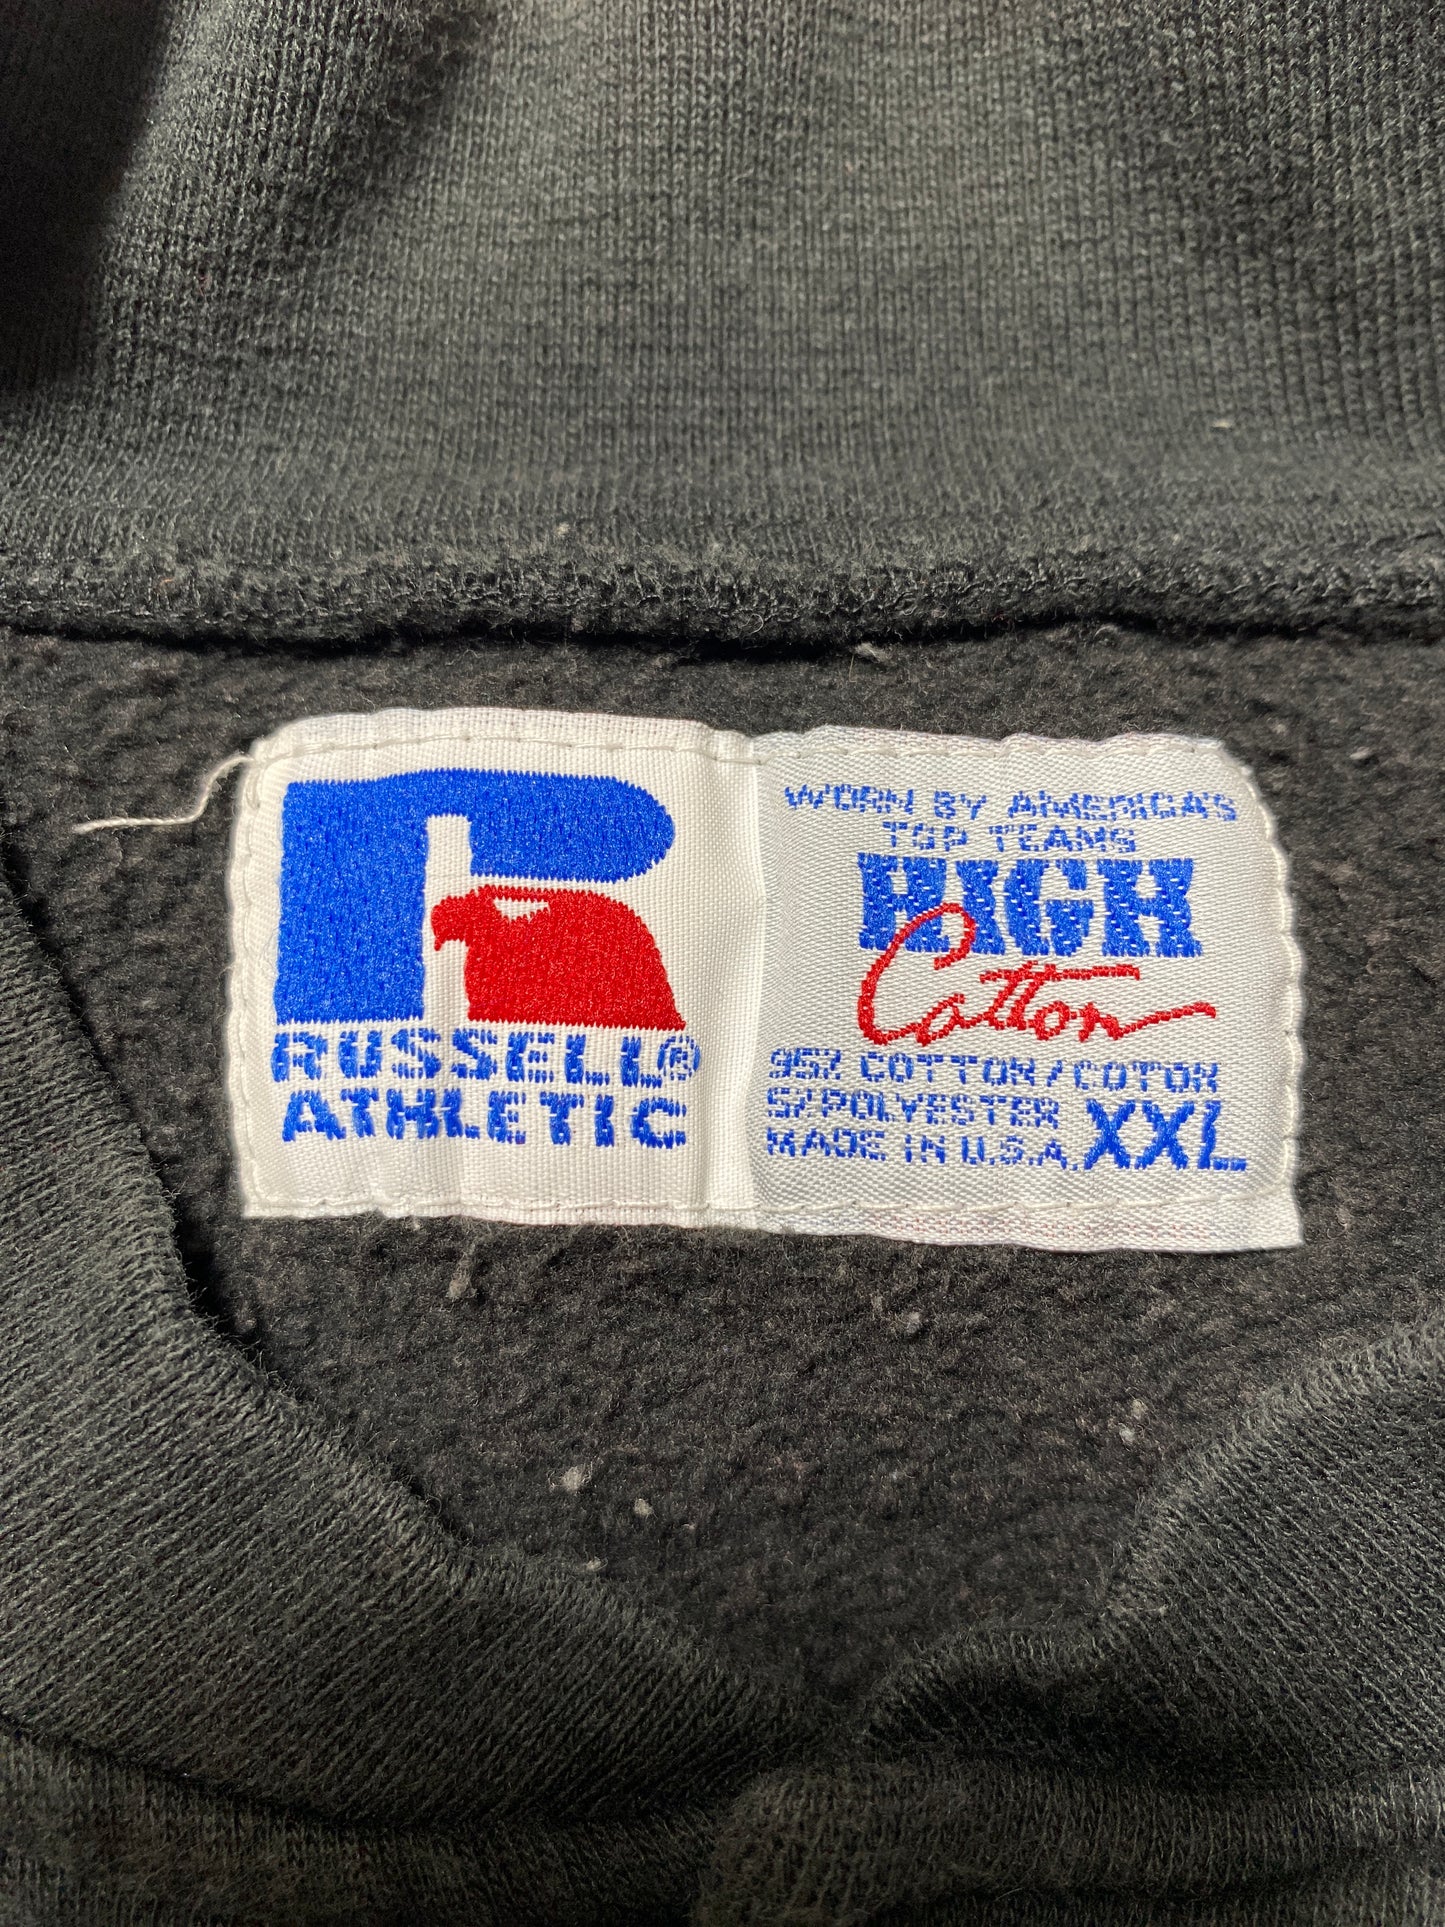 RUSSELL®
ATHLETIC
WORN BY AMERICA'S
TOP TEAMS
HIGH
Cotton
95% COTTON/COTON
5% POLYESTER
MADE IN U.S.A. XXL